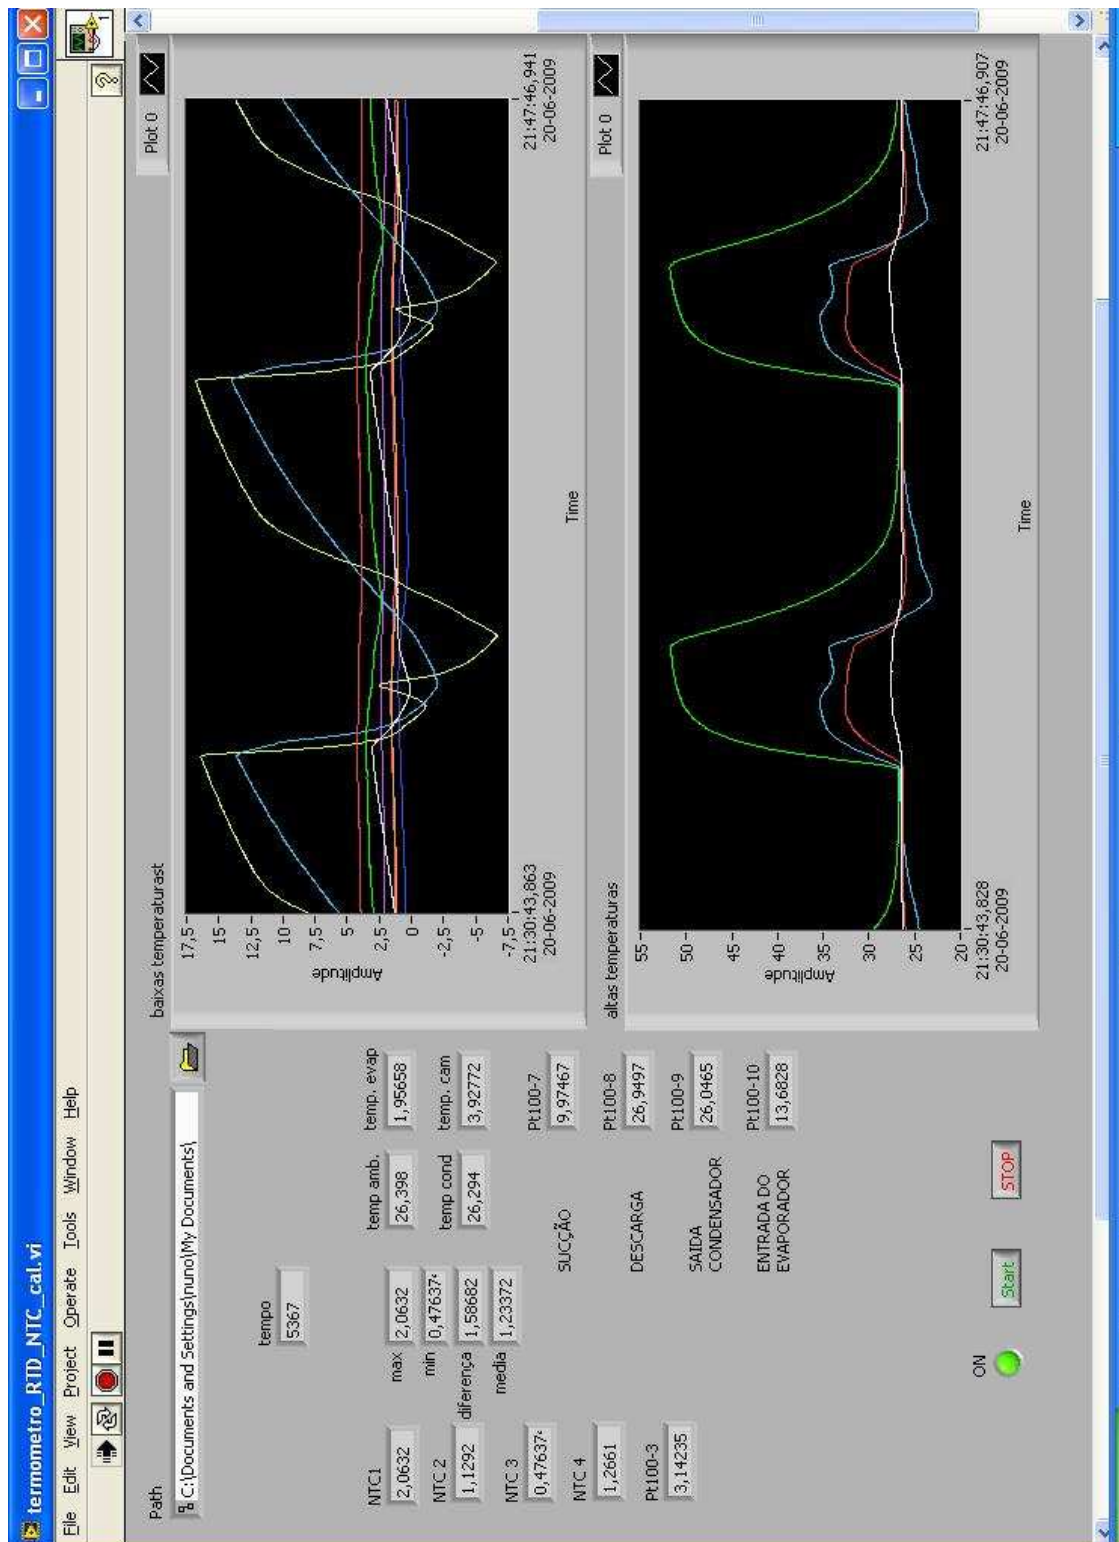 termometro_RTD_NTC_cal.vi
File Edit View Project Operate Tools Window Help
1
Path
C:\Documents and Settings\nuno\My Documents\
tempo
5367
NTC1
2,0632
NTC 2
1,1292
NTC 3
0,47637
NTC 4
1,2661
Pt100-3
3,14235
max 2,0632
min 0,47637
diferença 1,58682
media 1,23372
temp amb.
26,398
temp. evap
1,95658
temp cond
26,294
temp. cam
3,92772
SUCÇÃO
Pt100-7
9,97467
DESCARGA
Pt100-8
26,9497
SAIDA
CONDENSADOR
Pt100-9
26,0465
ENTRADA DO
EVAPORADOR
Pt100-10
13,6828
ON
Start
STOP
baixas temperaturast
Plot 0
17,5
15
12,5
10
7,5
5
2,5
0
-2,5
-5
-7,5
Amplitude
21:30:43,863
20-06-2009
21:47:46,941
20-06-2009
Time
altas temperaturas
Plot 0
55
50
45
40
35
30
25
20
Amplitude
21:30:43,828
20-06-2009
21:47:46,907
20-06-2009
Time